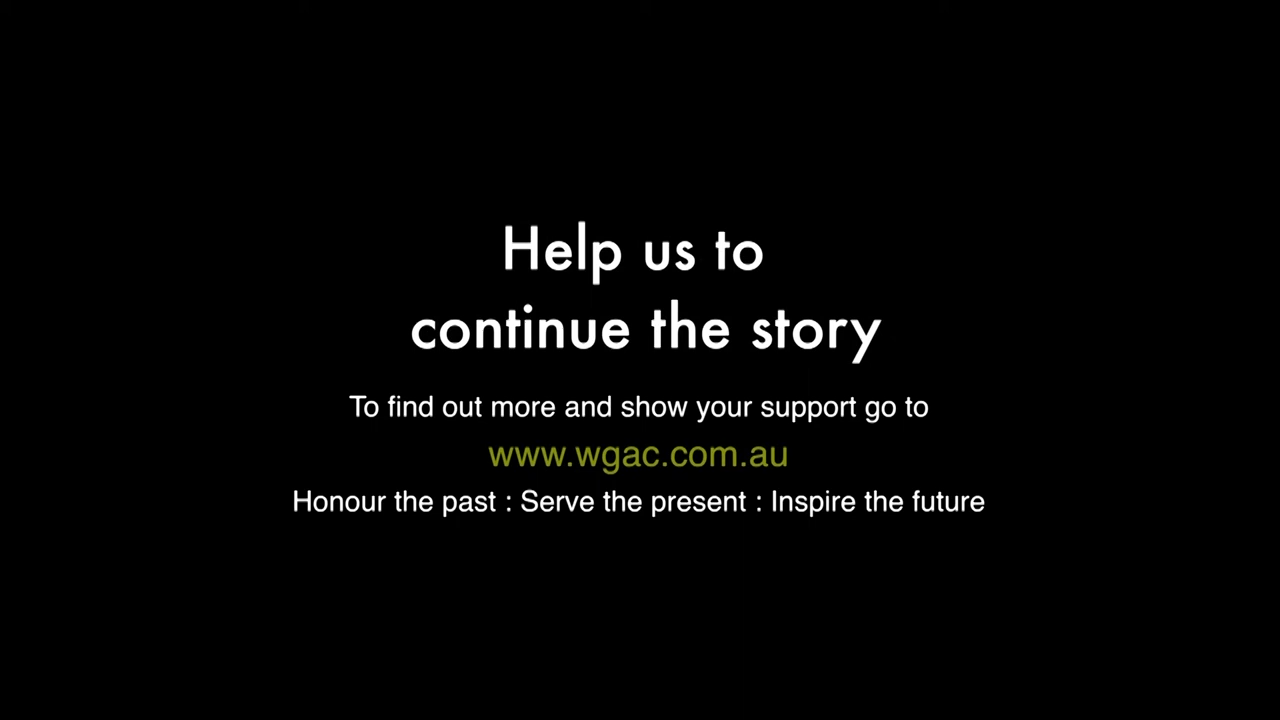 Help us to
continue the story
To find out more and show your support go to
www.wgac.com.au
Honour the past : Serve the present : Inspire the future